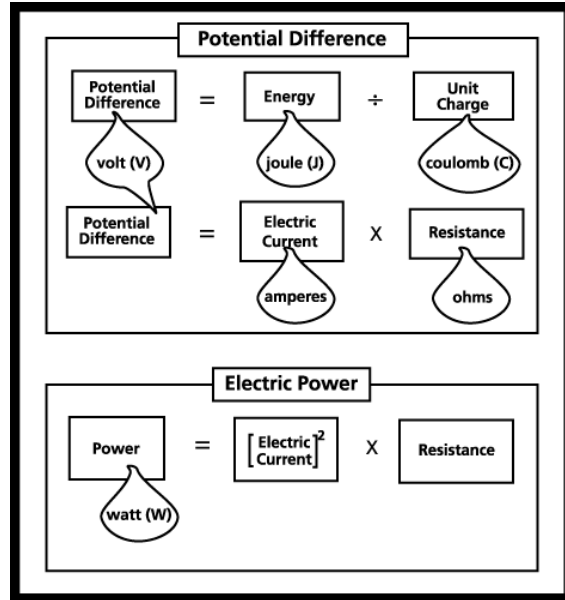 Potential Difference
Potential Difference = Energy ÷ Unit Charge
volt (V) joule (J) coulomb (C)
Potential Difference = Electric Current X Resistance
amperes ohms
Electric Power
Power = [Electric Current]² X Resistance
watt (W)